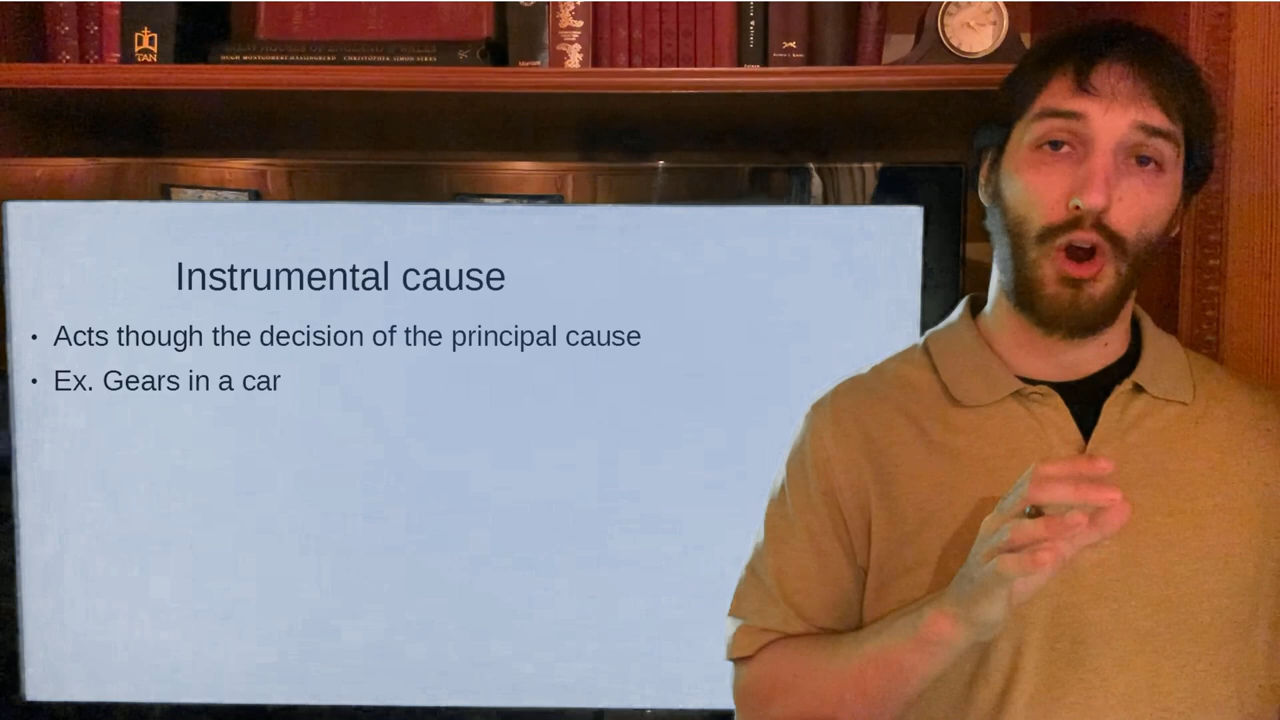 TAN
Instrumental cause
• Acts though the decision of the principal cause
• Ex. Gears in a car